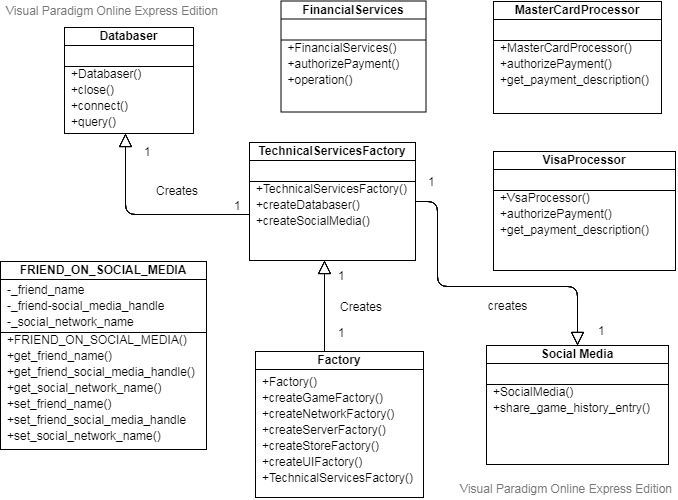 Visual Paradigm Online Express Edition
Databaser
+Databaser()
+close()
+connect()
+query()
FinancialServices
+FinancialServices()
+authorizePayment()
+operation()
MasterCardProcessor
+MasterCardProcessor()
+authorizePayment()
+get_payment_description()
1
Creates
1
TechnicalServicesFactory
+TechnicalServicesFactory()
+createDatabaser()
+createSocialMedia()
1
VisaProcessor
+VsaProcessor()
+authorizePayment()
+get_payment_description()
FRIEND_ON_SOCIAL_MEDIA
-_friend_name
-_friend-social_media_handle
-_social_network_name
+FRIEND_ON_SOCIAL_MEDIA()
+get_friend_name()
+get_friend_social_media_handle()
+get_social_network_name()
+set_friend_name()
+set_friend_social_media_handle
+set_social_network_name()
1
Creates
1
creates
1
Factory
+Factory()
+createGameFactory()
+createNetworkFactory()
+createServerFactory()
+createStoreFactory()
+createUIFactory()
+TechnicalServicesFactory()
Social Media
+SocialMedia()
+share_game_history_entry()
Visual Paradigm Online Express Edition